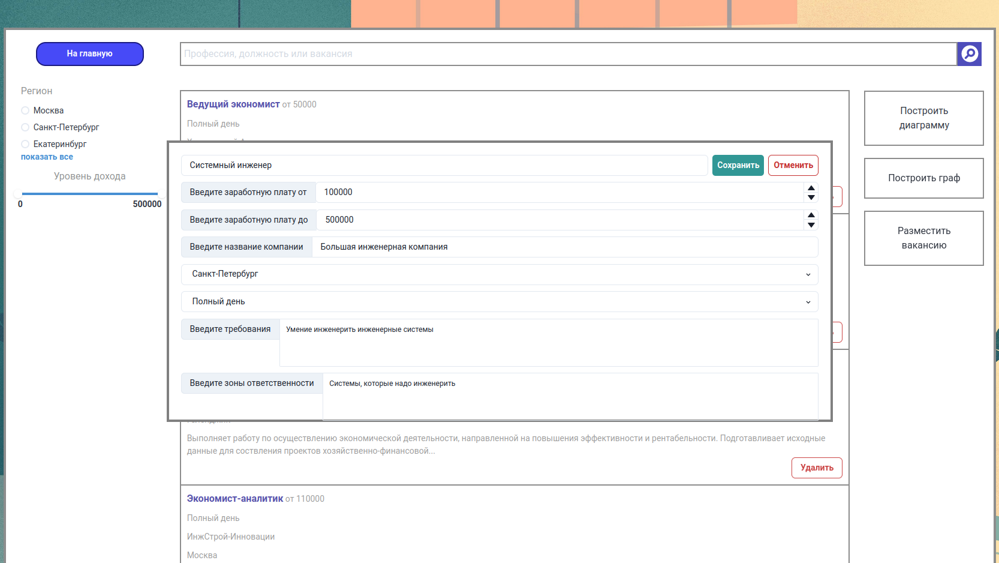 На главную
Профессия, должность или вакансия
Регион
Москва
Санкт-Петербург
Екатеринбург
показать все
Уровень дохода
0 500000
Ведущий экономист от 50000
Полный день
Системный инженер
Сохранить
Отменить
Введите заработную плату от 100000
Введите заработную плату до 500000
Введите название компании Большая инженерная компания
Санкт-Петербург
Полный день
Введите требования Умение инженерить инженерные системы
Введите зоны ответственности Системы, которые надо инженерить
Выполняет работу по осуществлению экономической деятельности, направленной на повышения эффективности и рентабельности. Подготавливает исходные
данные для соствления проектов хозяйственно-финансовой...
Удалить
Экономист-аналитик от 110000
Полный день
ИнжСтрой-Инновации
Москва
Построить
диаграмму
Построить граф
Разместить
вакансию